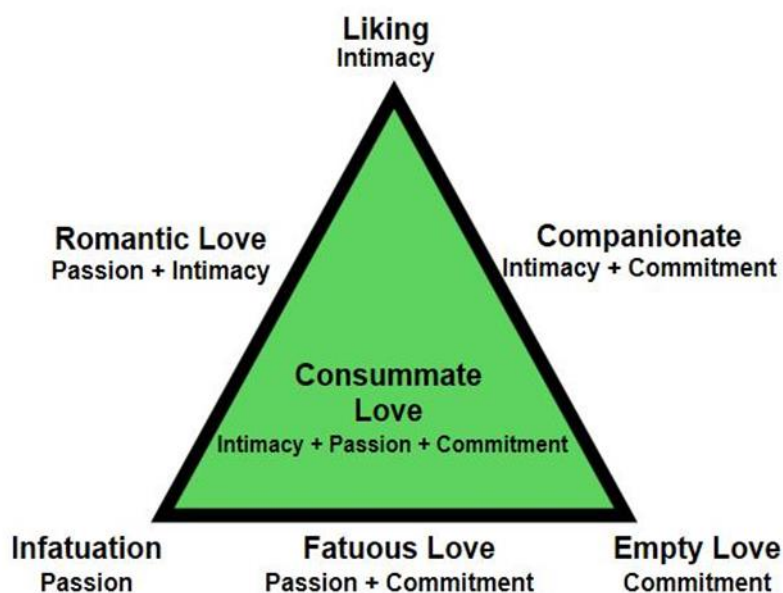 Liking
Intimacy
Romantic Love
Passion + Intimacy
Companionate
Intimacy + Commitment
Consummate
Love
Intimacy + Passion + Commitment
Infatuation
Passion
Fatuous Love
Passion + Commitment
Empty Love
Commitment